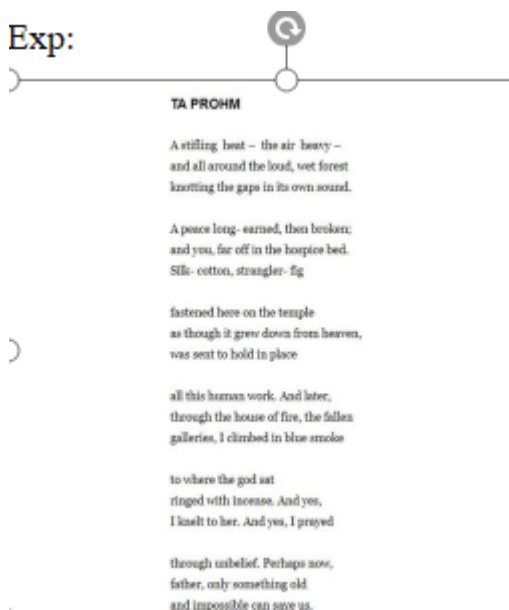 Exp:
TA PROHM
A stifling heat – the air heavy –
and all around the loud, wet forest
knotting the gaps in its own sound.
A peace long- earned, then broken;
and you, far off in the hospice bed.
Silk- cotton, strangler- fig
fastened here on the temple
as though it grew down from heaven,
was sent to hold in place
all this human work. And later,
through the house of fire, the fallen
galleries, I climbed in blue smoke
to where the god sat
ringed with incense. And yes,
I knelt to her. And yes, I prayed
through unbelief. Perhaps now,
father, only something old
and impossible can save us.